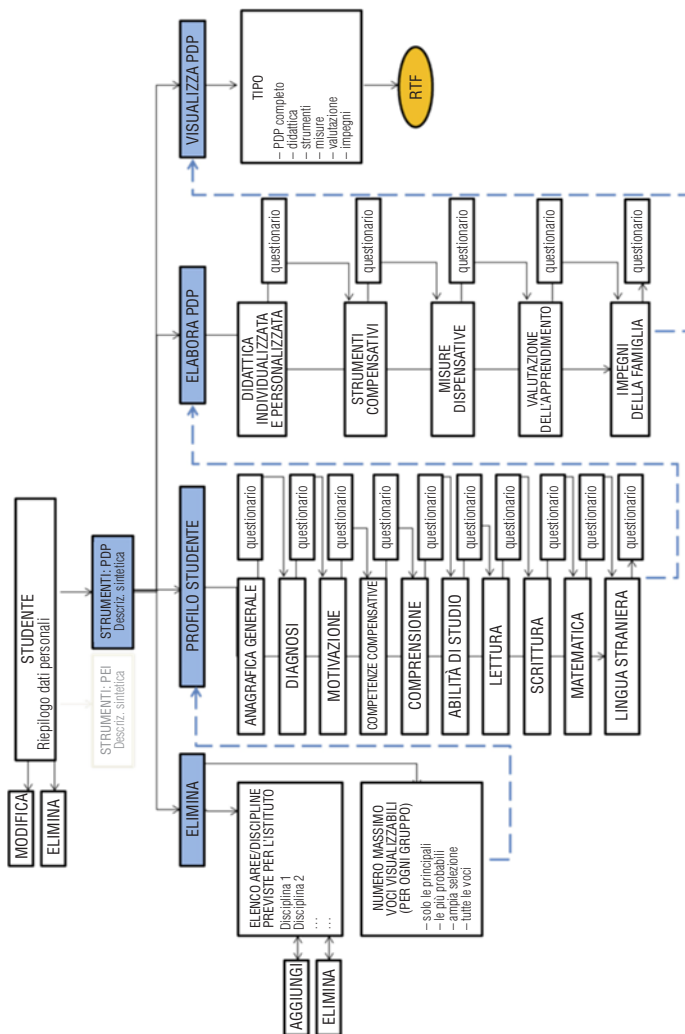 STUDENTE
Riepilogo dati personali
MODIFICA
ELIMINA
STRUMENTI: PEI
Descriz. sintetica
STRUMENTI: PDP
Descriz. sintetica
ELIMINA
PROFILO STUDENTE
ELABORA PDP
VISUALIZZA PDP
ELENCO AREE/DISCIPLINE
PREVISTE PER L'ISTITUTO
Disciplina 1
Disciplina 2
. . .
. . .
AGGIUNGI
ELIMINA
NUMERO MASSIMO
VOCI VISUALIZZABILI
(PER OGNI GRUPPO)
– solo le principali
– le più probabili
– ampia selezione
– tutte le voci
ANAGRAFICA GENERALE
questionario
DIAGNOSI
questionario
MOTIVAZIONE
questionario
COMPETENZE COMPENSATIVE
questionario
COMPRENSIONE
questionario
ABILITÀ DI STUDIO
questionario
LETTURA
questionario
SCRITTURA
questionario
MATEMATICA
questionario
LINGUA STRANIERA
questionario
DIDATTICA
INDIVIDUALIZZATA
E PERSONALIZZATA
questionario
STRUMENTI
COMPENSATIVI
questionario
MISURE
DISPENSATIVE
questionario
VALUTAZIONE
DELL'APPRENDIMENTO
questionario
IMPEGNI
DELLA FAMIGLIA
questionario
TIPO
– PDP completo
– didattica
– strumenti
– misure
– valutazione
– impegni
RTF